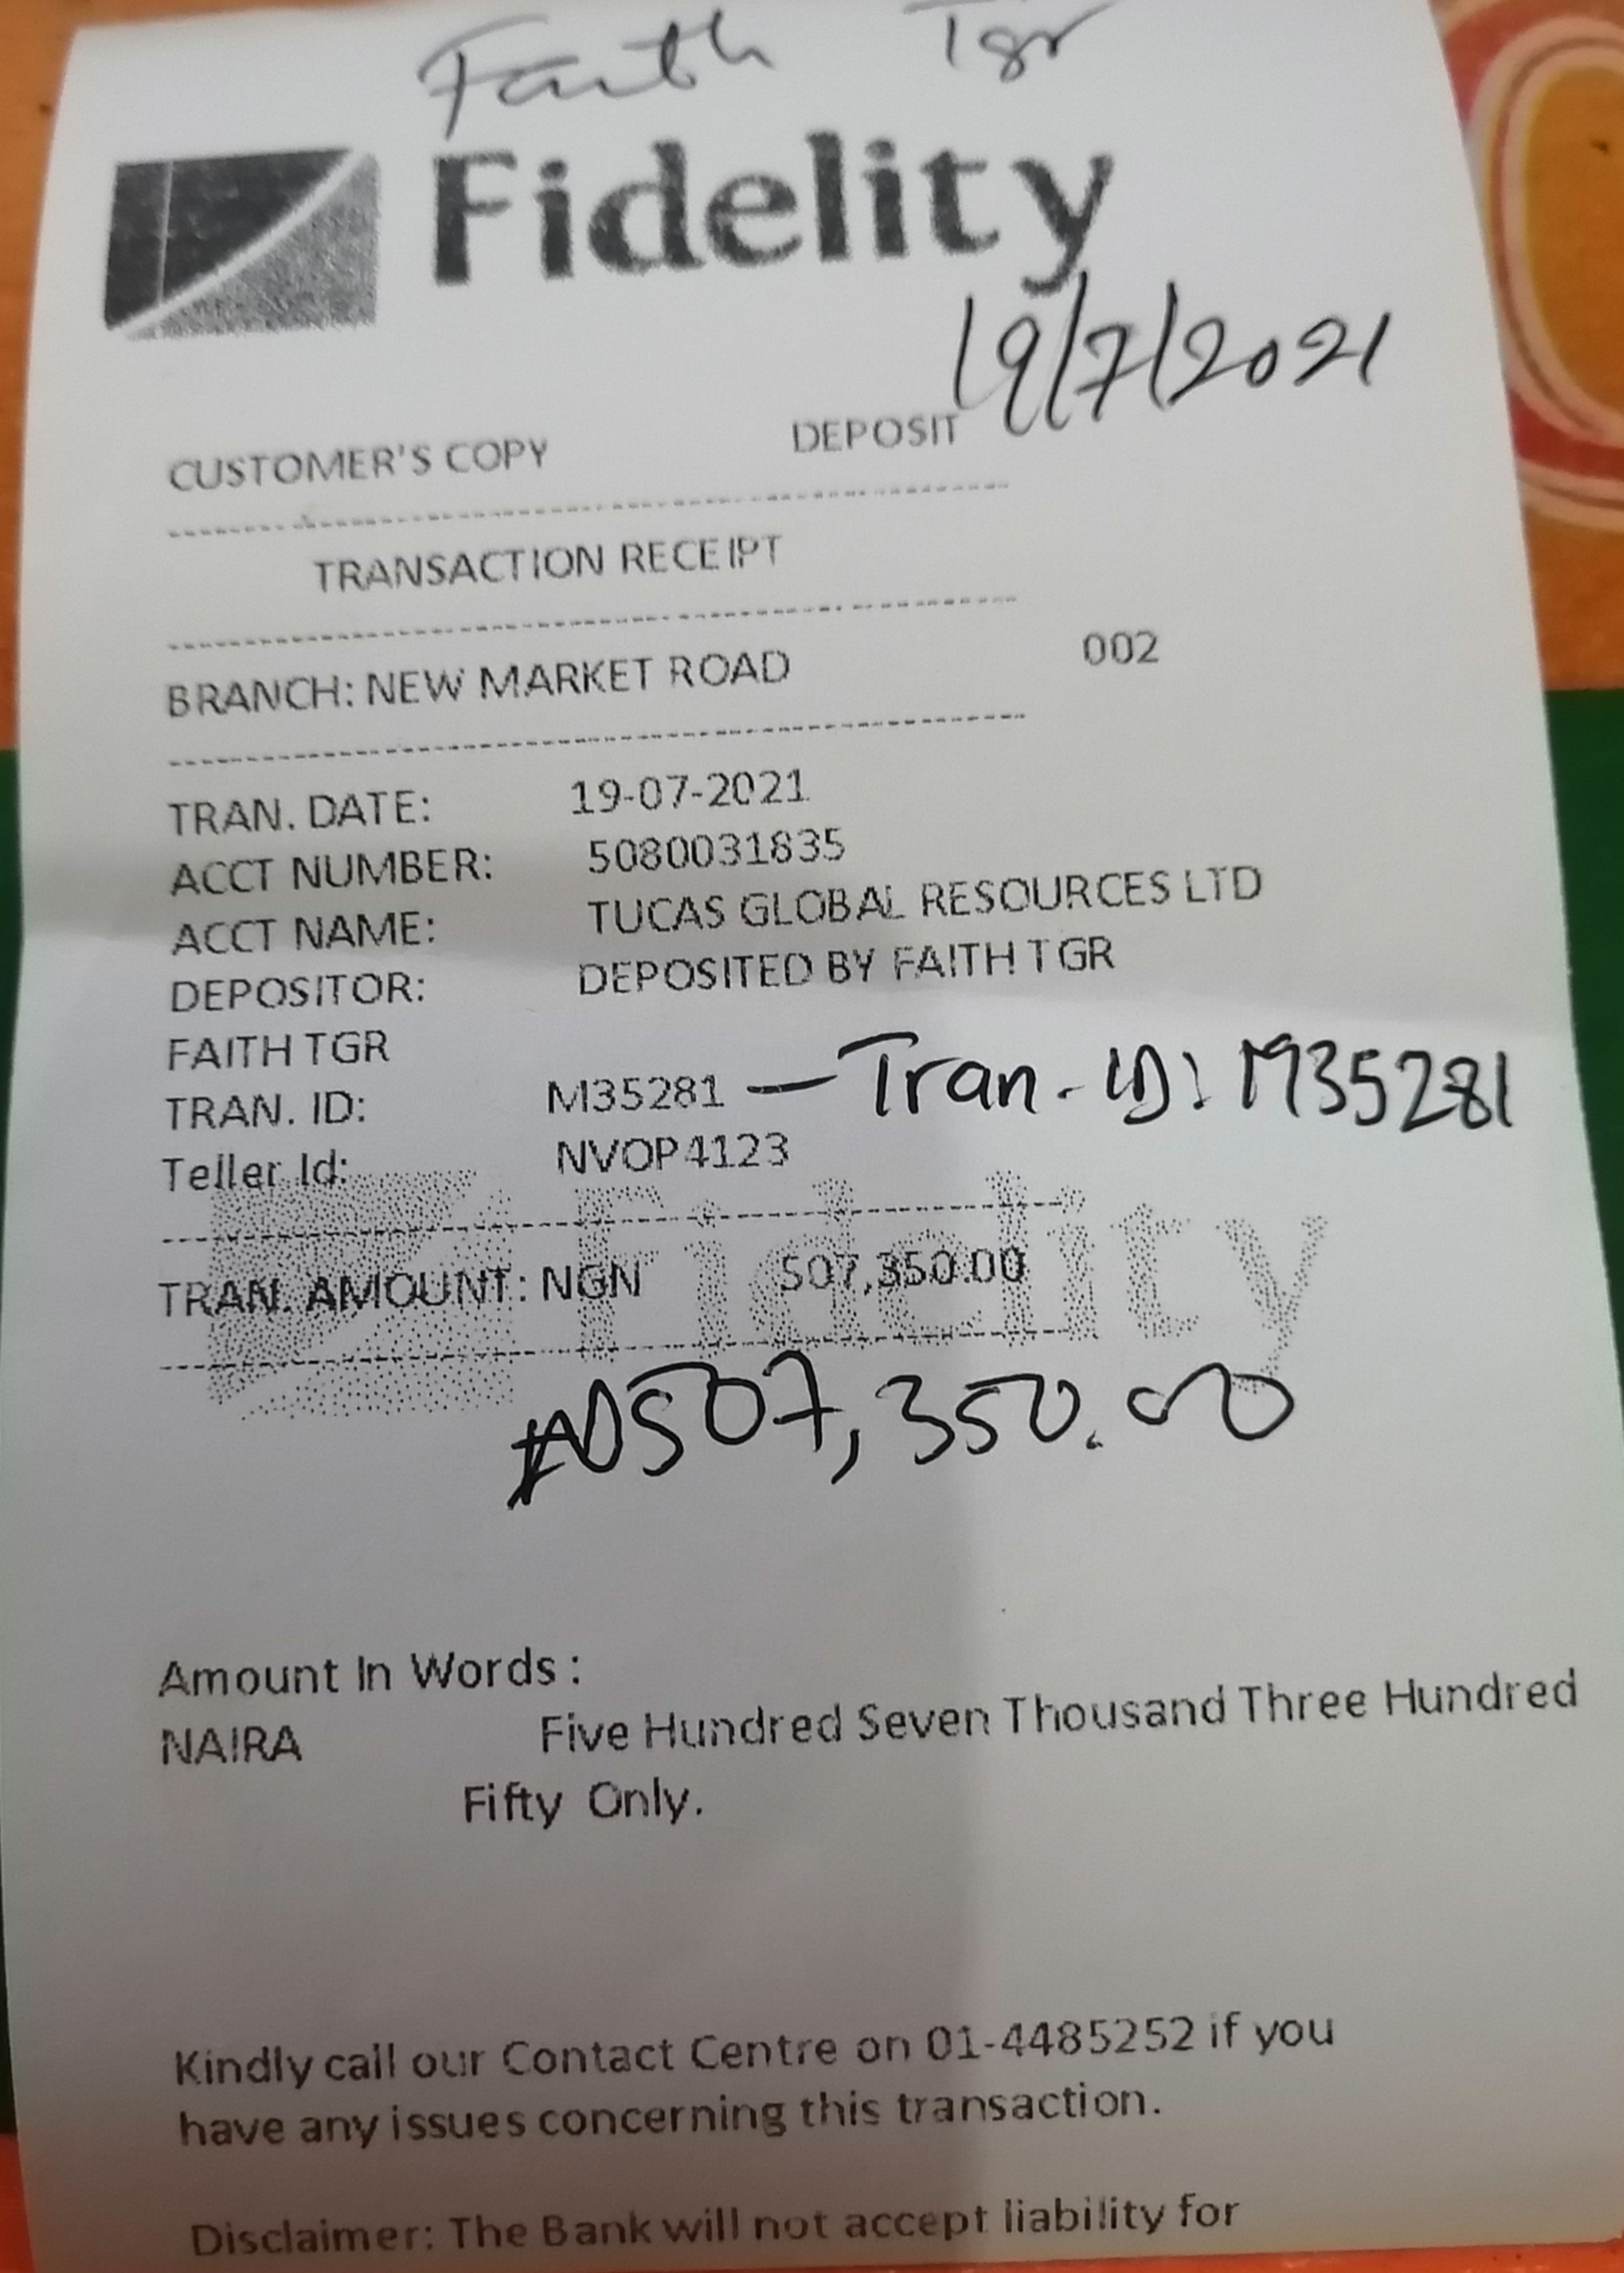 Faith Tgr
Fidelity
19/7/2021
CUSTOMER'S COPY DEPOSIT
TRANSACTION RECEIPT
BRANCH: NEW MARKET ROAD 002
TRAN. DATE: 19-07-2021
ACCT NUMBER: 5080031835
ACCT NAME: TUCAS GLOBAL RESOURCES LTD
DEPOSITOR: DEPOSITED BY FAITH TGR
FAITH TGR
TRAN. ID: M35281 — Tran. ID: M35281
Teller Id: NVOP4123
Fidelity
TRAN. AMOUNT: NGN 507,350.00
₦507,350.00
Amount In Words :
NAIRA Five Hundred Seven Thousand Three Hundred
Fifty Only.
Kindly call our Contact Centre on 01-4485252 if you
have any issues concerning this transaction.
Disclaimer: The Bank will not accept liability for